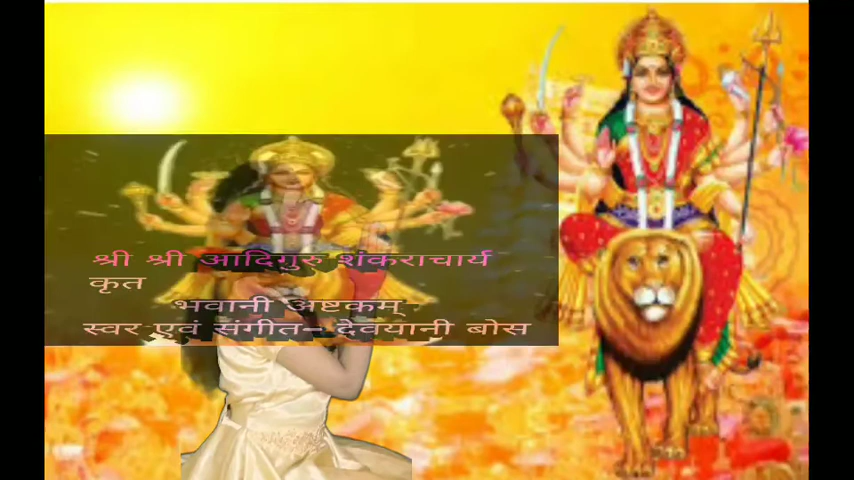 श्री श्री आदिगुरु शंकराचार्य
कृत
भवानी अष्टकम्
स्वर एवं संगीत– देवयानी बोस